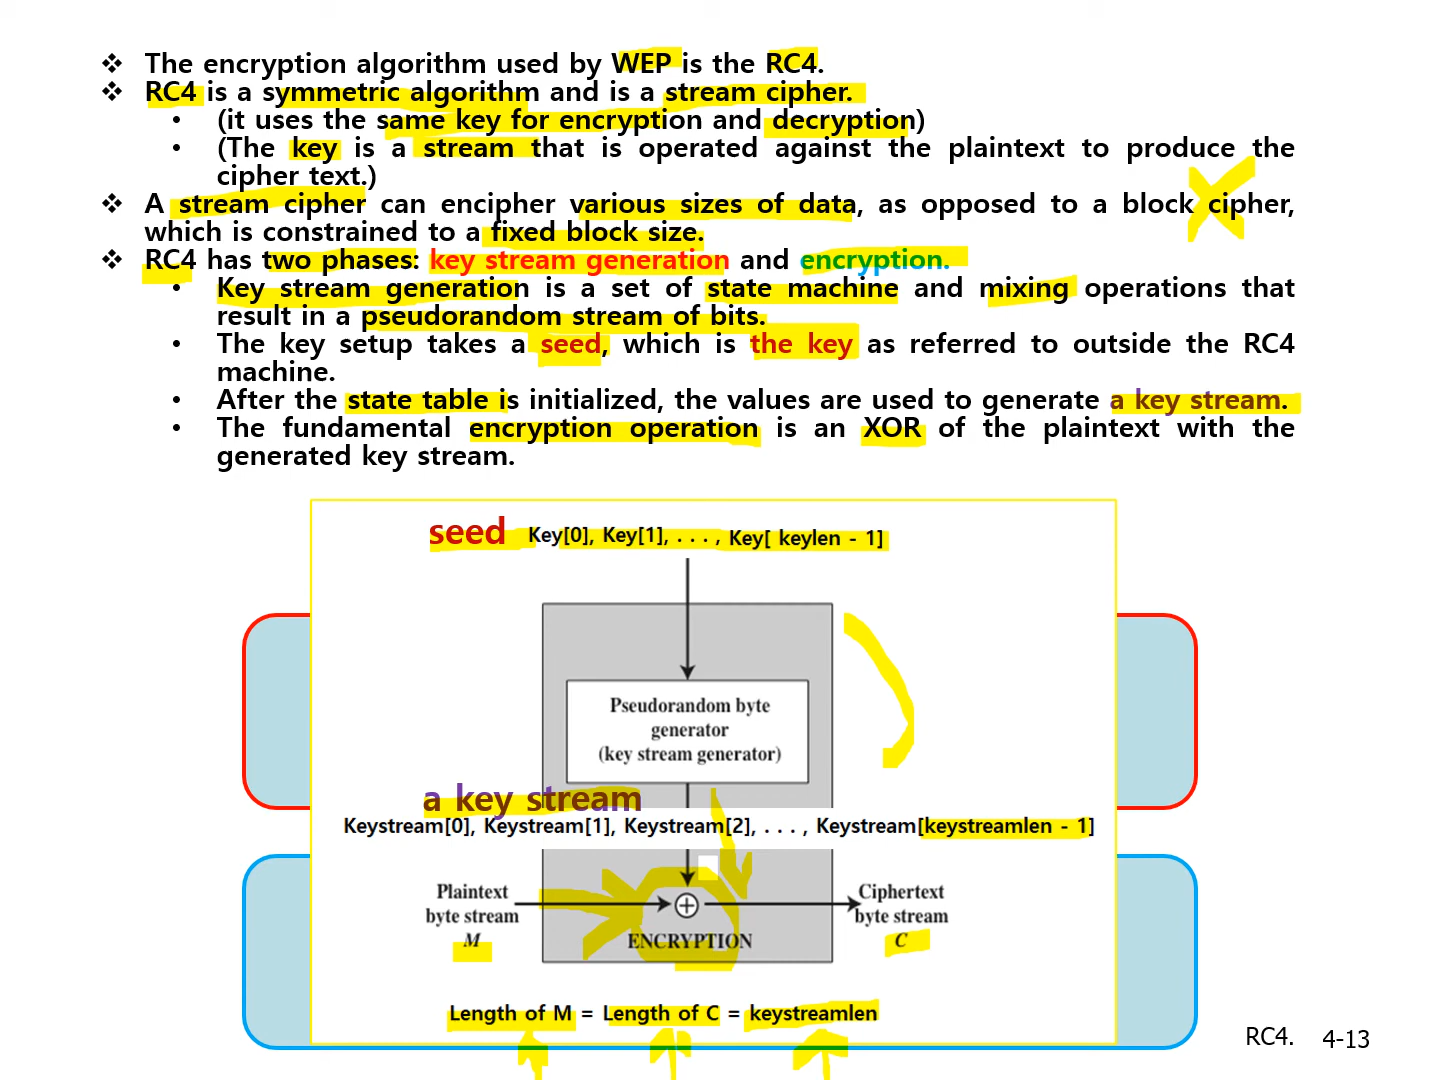 ❖ The encryption algorithm used by WEP is the RC4.
❖ RC4 is a symmetric algorithm and is a stream cipher.
• (it uses the same key for encryption and decryption)
• (The key is a stream that is operated against the plaintext to produce the
cipher text.)
❖ A stream cipher can encipher various sizes of data, as opposed to a block cipher,
which is constrained to a fixed block size.
❖ RC4 has two phases: key stream generation and encryption.
• Key stream generation is a set of state machine and mixing operations that
result in a pseudorandom stream of bits.
• The key setup takes a seed, which is the key as referred to outside the RC4
machine.
• After the state table is initialized, the values are used to generate a key stream.
• The fundamental encryption operation is an XOR of the plaintext with the
generated key stream.
seed Key[0], Key[1], . . . , Key[ keylen - 1]
Pseudorandom byte
generator
(key stream generator)
a key stream
Keystream[0], Keystream[1], Keystream[2], . . . , Keystream[keystreamlen - 1]
Plaintext
byte stream
M
ENCRYPTION
Ciphertext
byte stream
C
Length of M = Length of C = keystreamlen
RC4. 4-13